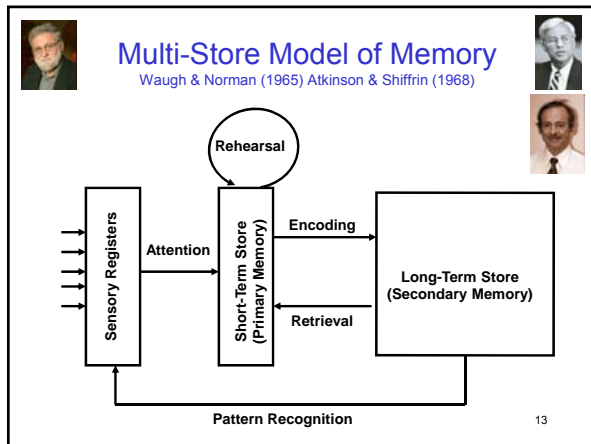 Multi-Store Model of Memory
Waugh & Norman (1965) Atkinson & Shiffrin (1968)
Rehearsal
Sensory Registers
Attention
Short-Term Store
(Primary Memory)
Encoding
Retrieval
Long-Term Store
(Secondary Memory)
Pattern Recognition
13